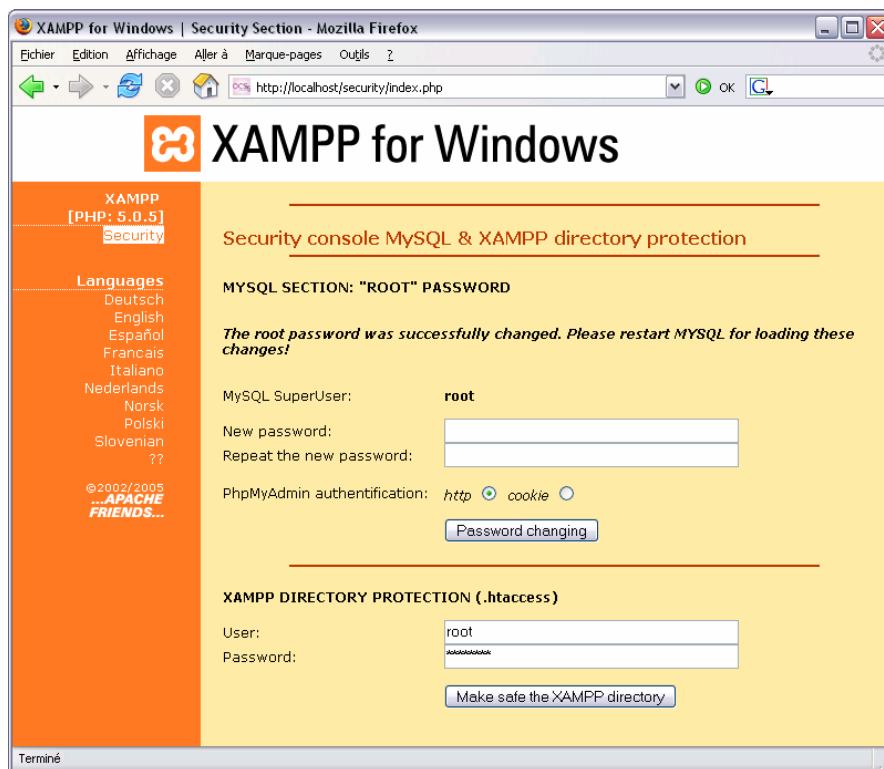 XAMPP for Windows | Security Section - Mozilla Firefox
Fichier Edition Affichage Aller à Marque-pages Outils ?
http://localhost/security/index.php OK G
XAMPP for Windows
XAMPP
[PHP: 5.0.5]
Security
Languages
Deutsch
English
Español
Francais
Italiano
Nederlands
Norsk
Polski
Slovenian
??
©2002/2005
...APACHE
FRIENDS...
Security console MySQL & XAMPP directory protection
MYSQL SECTION: "ROOT" PASSWORD
The root password was successfully changed. Please restart MYSQL for loading these
changes!
MySQL SuperUser: root
New password:
Repeat the new password:
PhpMyAdmin authentification: http cookie
Password changing
XAMPP DIRECTORY PROTECTION (.htaccess)
User: root
Password: *********
Make safe the XAMPP directory
Terminé